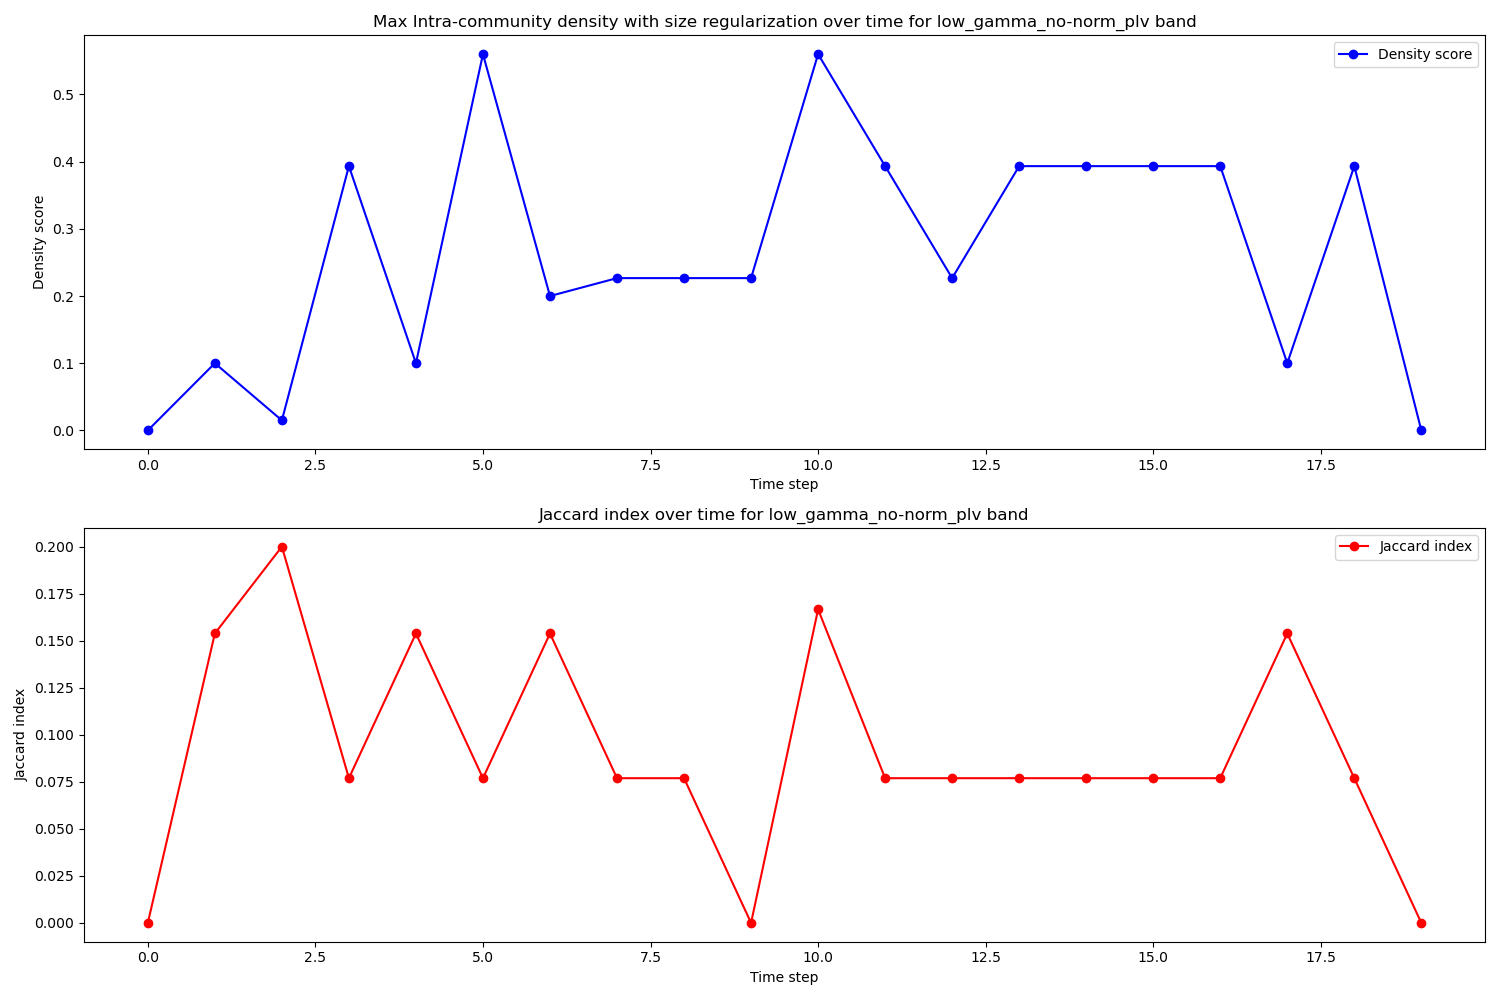 Max Intra-community density with size regularization over time for low_gamma_no-norm_plv band
Density score
0.5
0.4
0.3
0.2
0.1
0.0
Density score
0.0 2.5 5.0 7.5 10.0 12.5 15.0 17.5
Time step
Jaccard index over time for low_gamma_no-norm_plv band
Jaccard index
0.200
0.175
0.150
0.125
0.100
0.075
0.050
0.025
0.000
Jaccard index
0.0 2.5 5.0 7.5 10.0 12.5 15.0 17.5
Time step